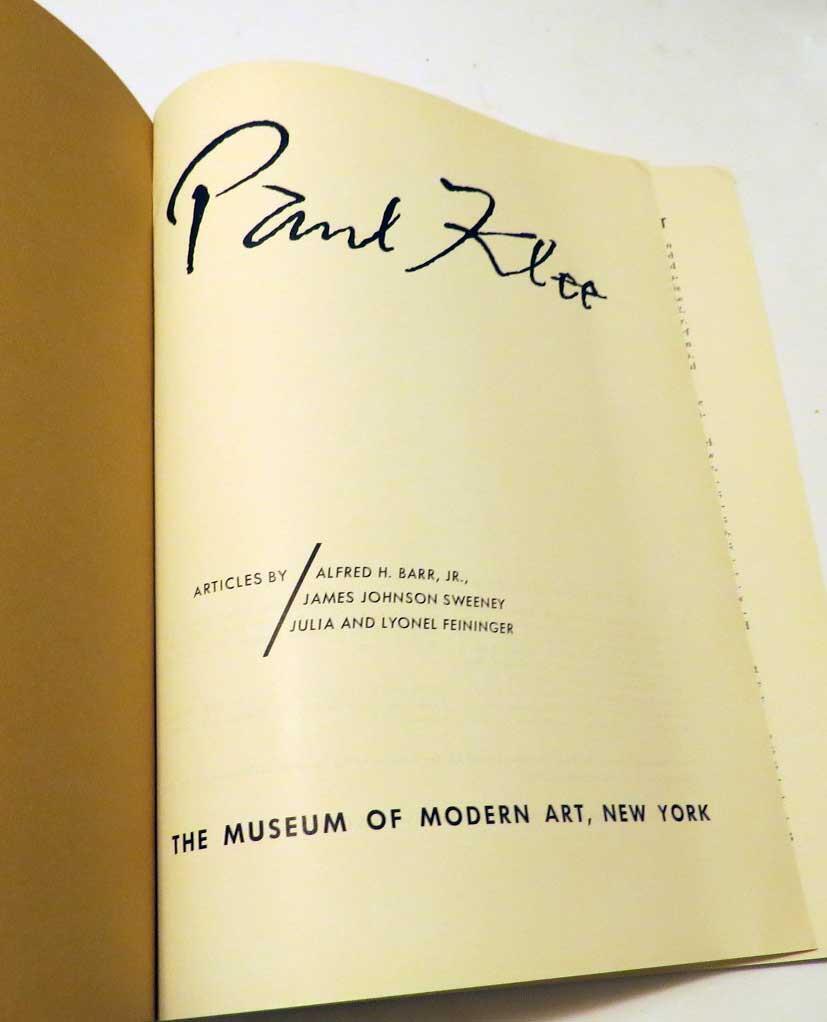 Paul Klee
ARTICLES BY / ALFRED H. BARR, JR.,
JAMES JOHNSON SWEENEY
JULIA AND LYONEL FEININGER
THE MUSEUM OF MODERN ART, NEW YORK